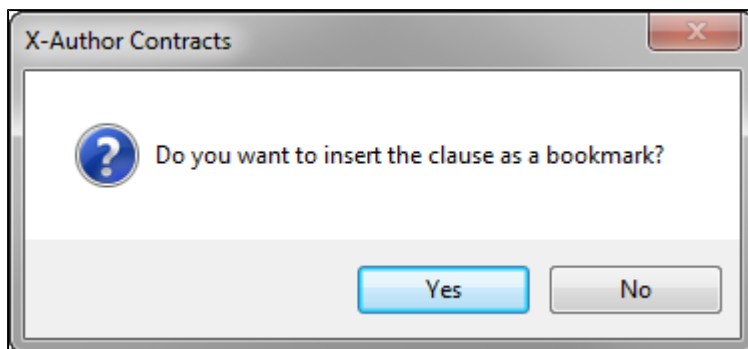 X-Author Contracts
Do you want to insert the clause as a bookmark?
Yes
No